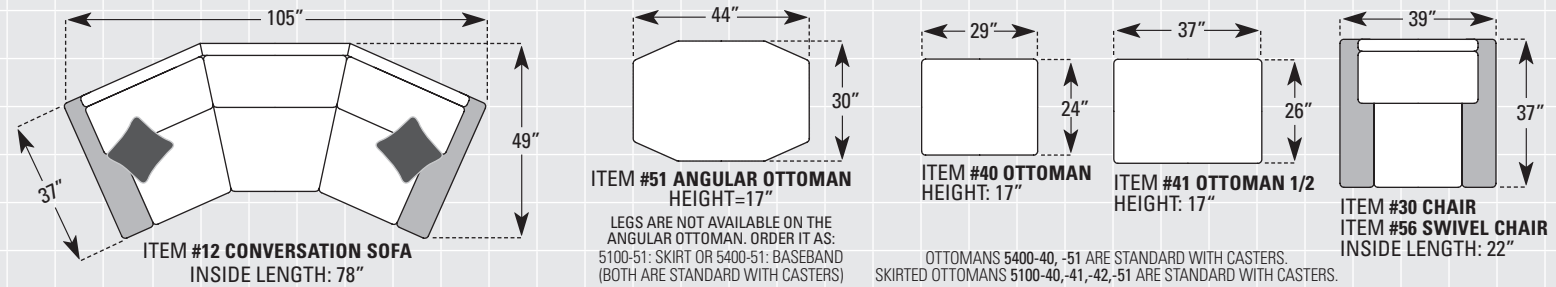 105”
49”
37”
ITEM #12 CONVERSATION SOFA
INSIDE LENGTH: 78”
44”
30”
ITEM #51 ANGULAR OTTOMAN
HEIGHT=17”
LEGS ARE NOT AVAILABLE ON THE
ANGULAR OTTOMAN. ORDER IT AS:
5100-51: SKIRT OR 5400-51: BASEBAND
(BOTH ARE STANDARD WITH CASTERS)
29”
24”
ITEM #40 OTTOMAN
HEIGHT: 17”
37”
26”
ITEM #41 OTTOMAN 1/2
HEIGHT: 17“
OTTOMANS 5400-40, -51 ARE STANDARD WITH CASTERS.
SKIRTED OTTOMANS 5100-40,-41,-42,-51 ARE STANDARD WITH CASTERS.
39”
37”
ITEM #30 CHAIR
ITEM #56 SWIVEL CHAIR
INSIDE LENGTH: 22”